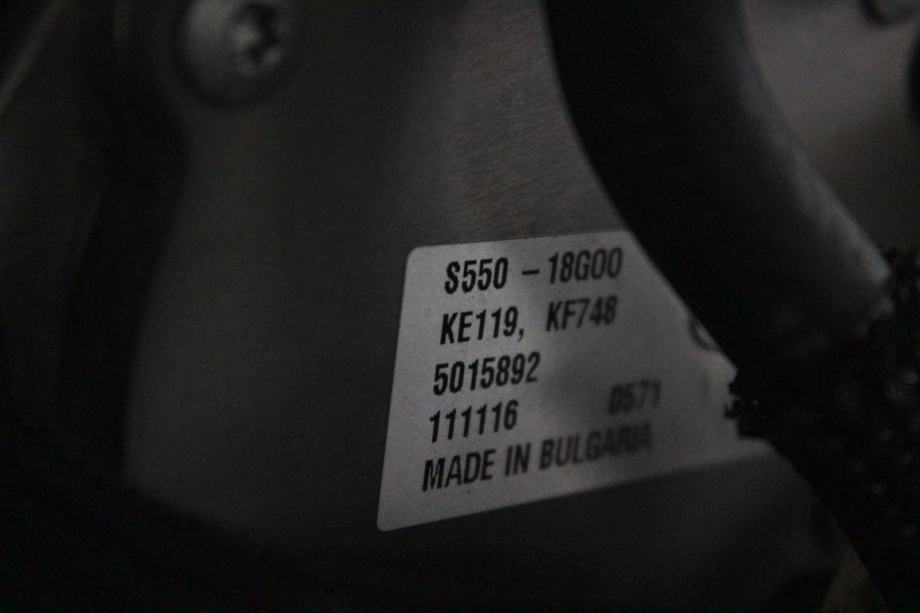 S550 – 18G00
KE119, KF748
5015892
111116 0571
MADE IN BULGARIA